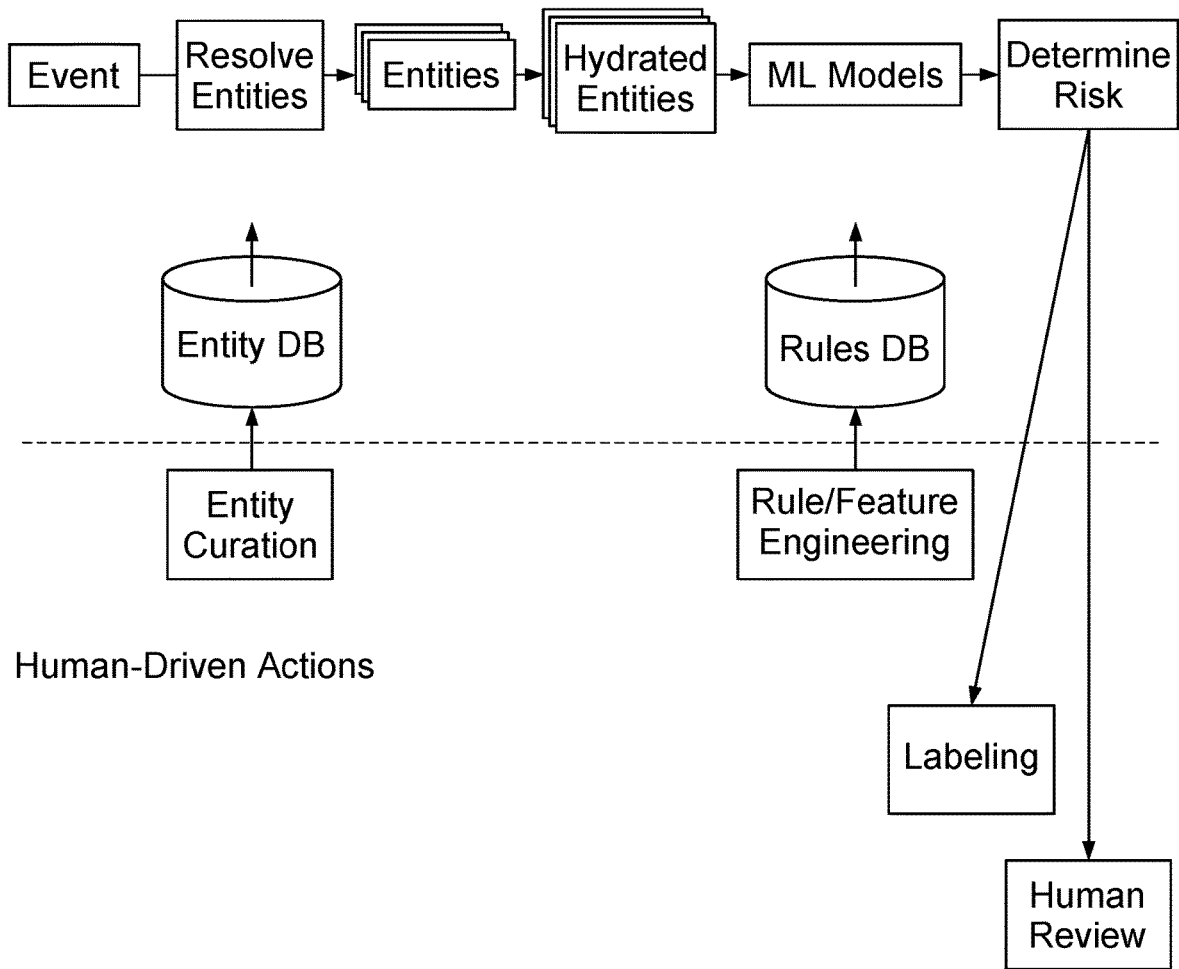 Event
Resolve
Entities
Entities
Hydrated
Entities
ML Models
Determine
Risk
Entity DB
Rules DB
Entity
Curation
Rule/Feature
Engineering
Human-Driven Actions
Labeling
Human
Review